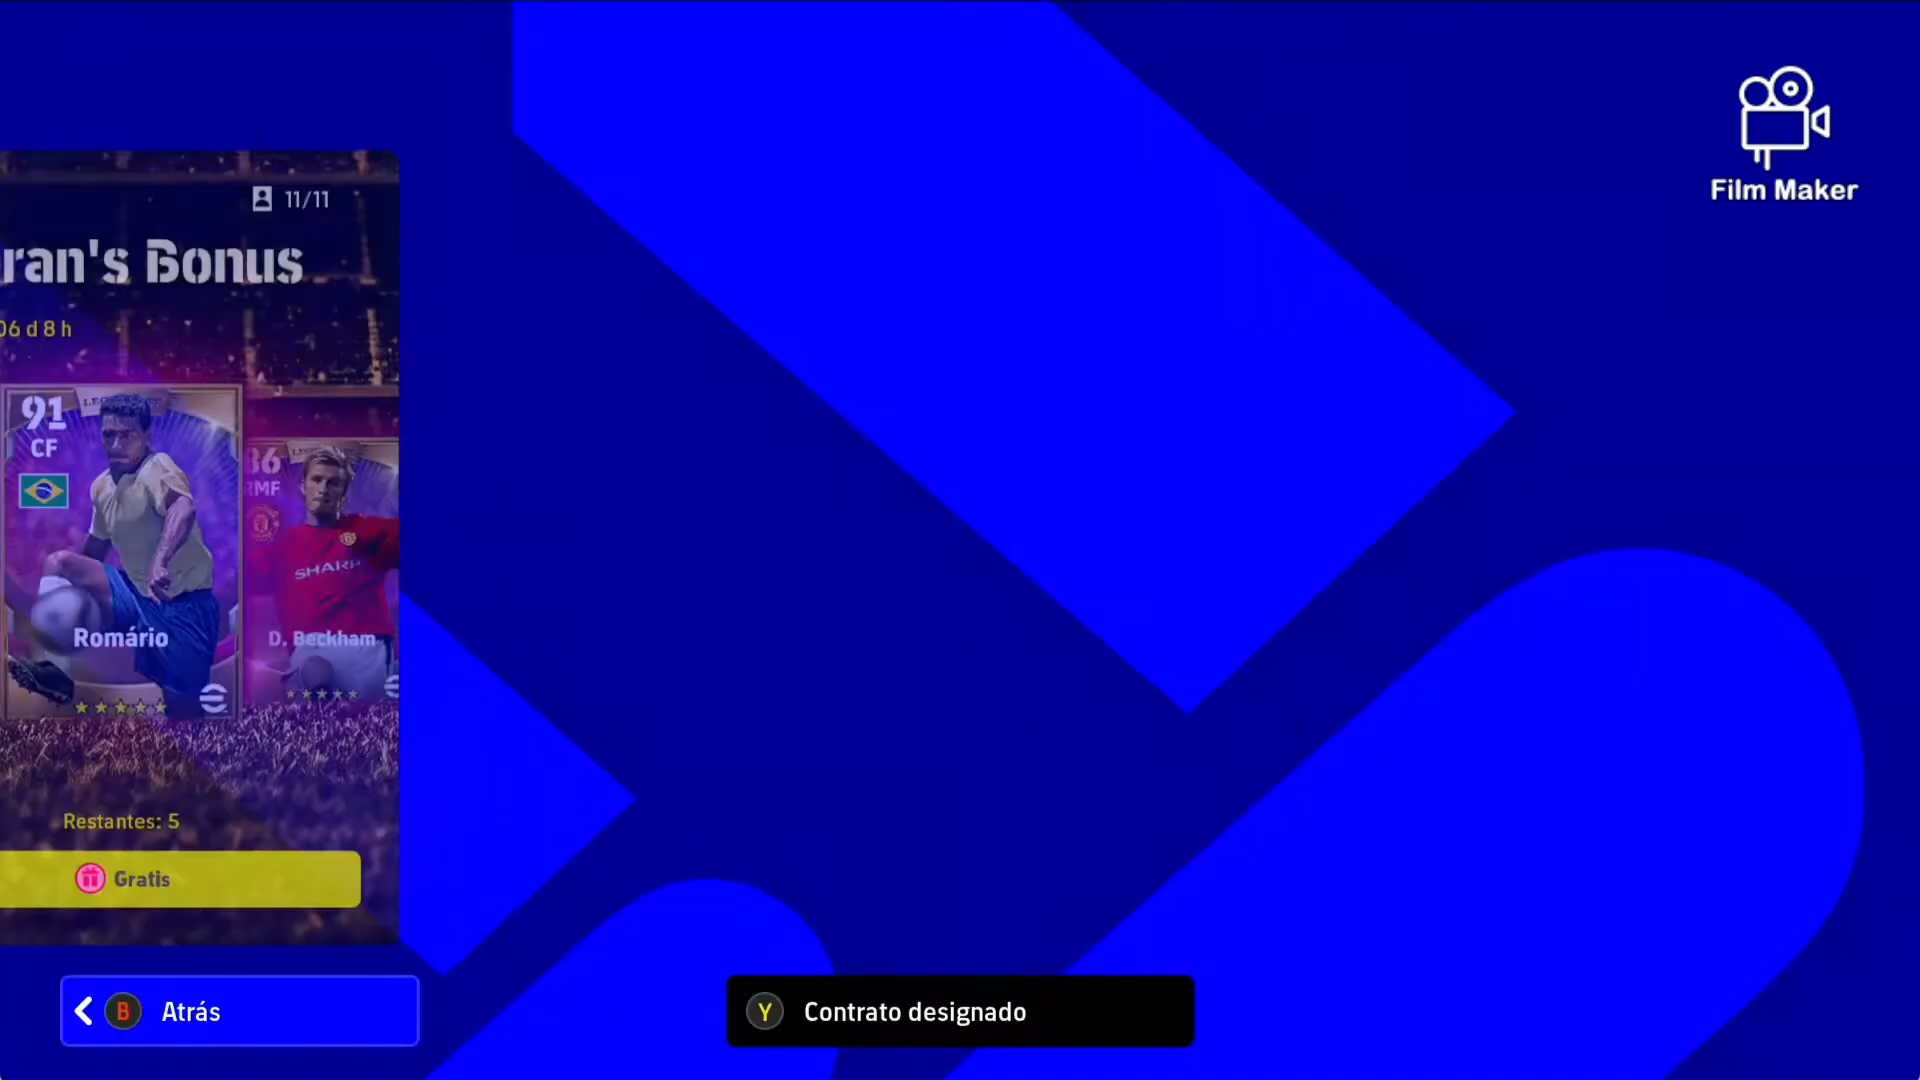 Film Maker
11/11
ran's Bonus
06 d 8 h
91
CF
Romário
36
RMF
SHARP
D. Beckham
Restantes: 5
Gratis
B Atrás
Y Contrato designado